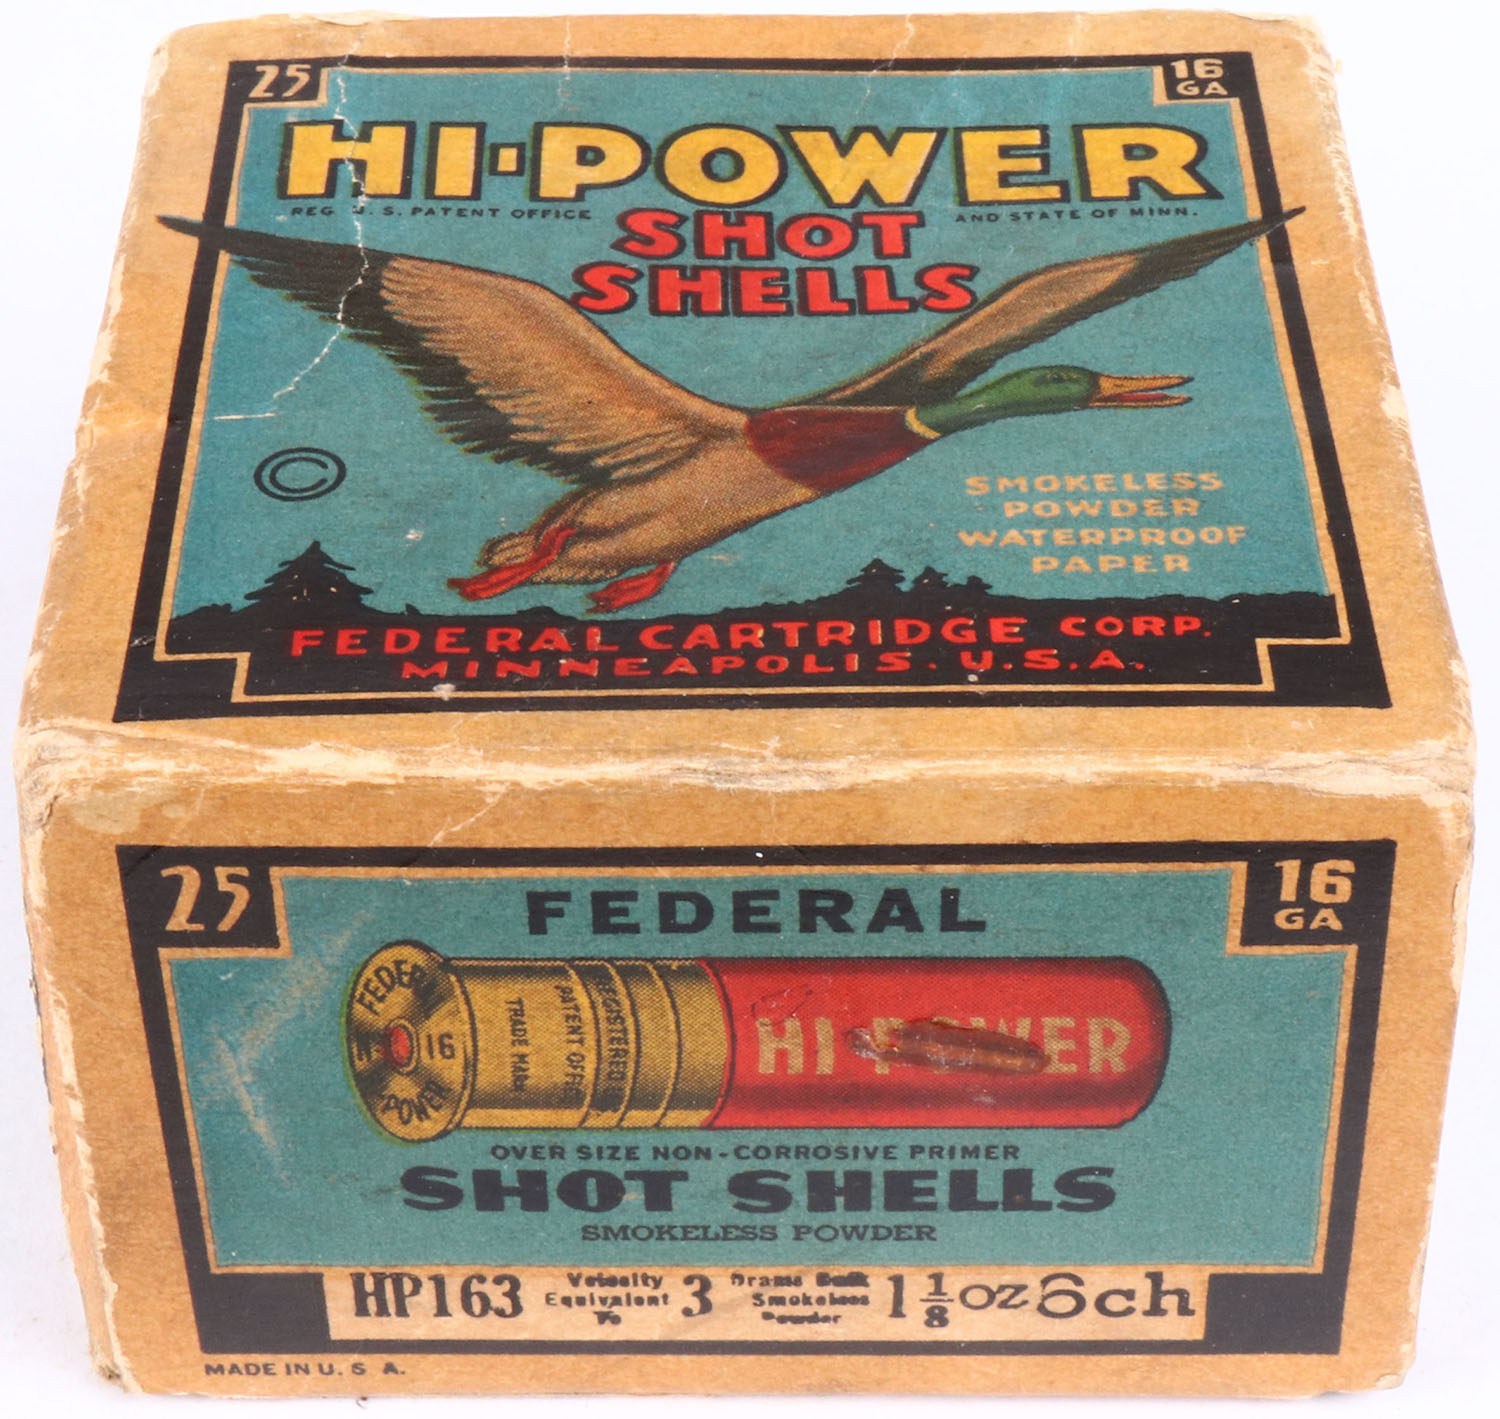 25
16
GA
HI-POWER
REG. U.S. PATENT OFFICE
AND STATE OF MINN.
SHOT
SHELLS
©
SMOKELESS
POWDER
WATERPROOF
PAPER
FEDERAL CARTRIDGE CORP.
MINNEAPOLIS. U.S.A.
25
16
GA
FEDERAL
FEDERAL
16
POWER
TRADE MARK
PATENT OFFICE
REGISTERED
HI-POWER
OVER SIZE NON-CORROSIVE PRIMER
SHOT SHELLS
SMOKELESS POWDER
HP163 Velocity Equivalent To 3 Drams Bulk Smokeless Powder 1 1/8 oz 6 ch
MADE IN U.S.A.